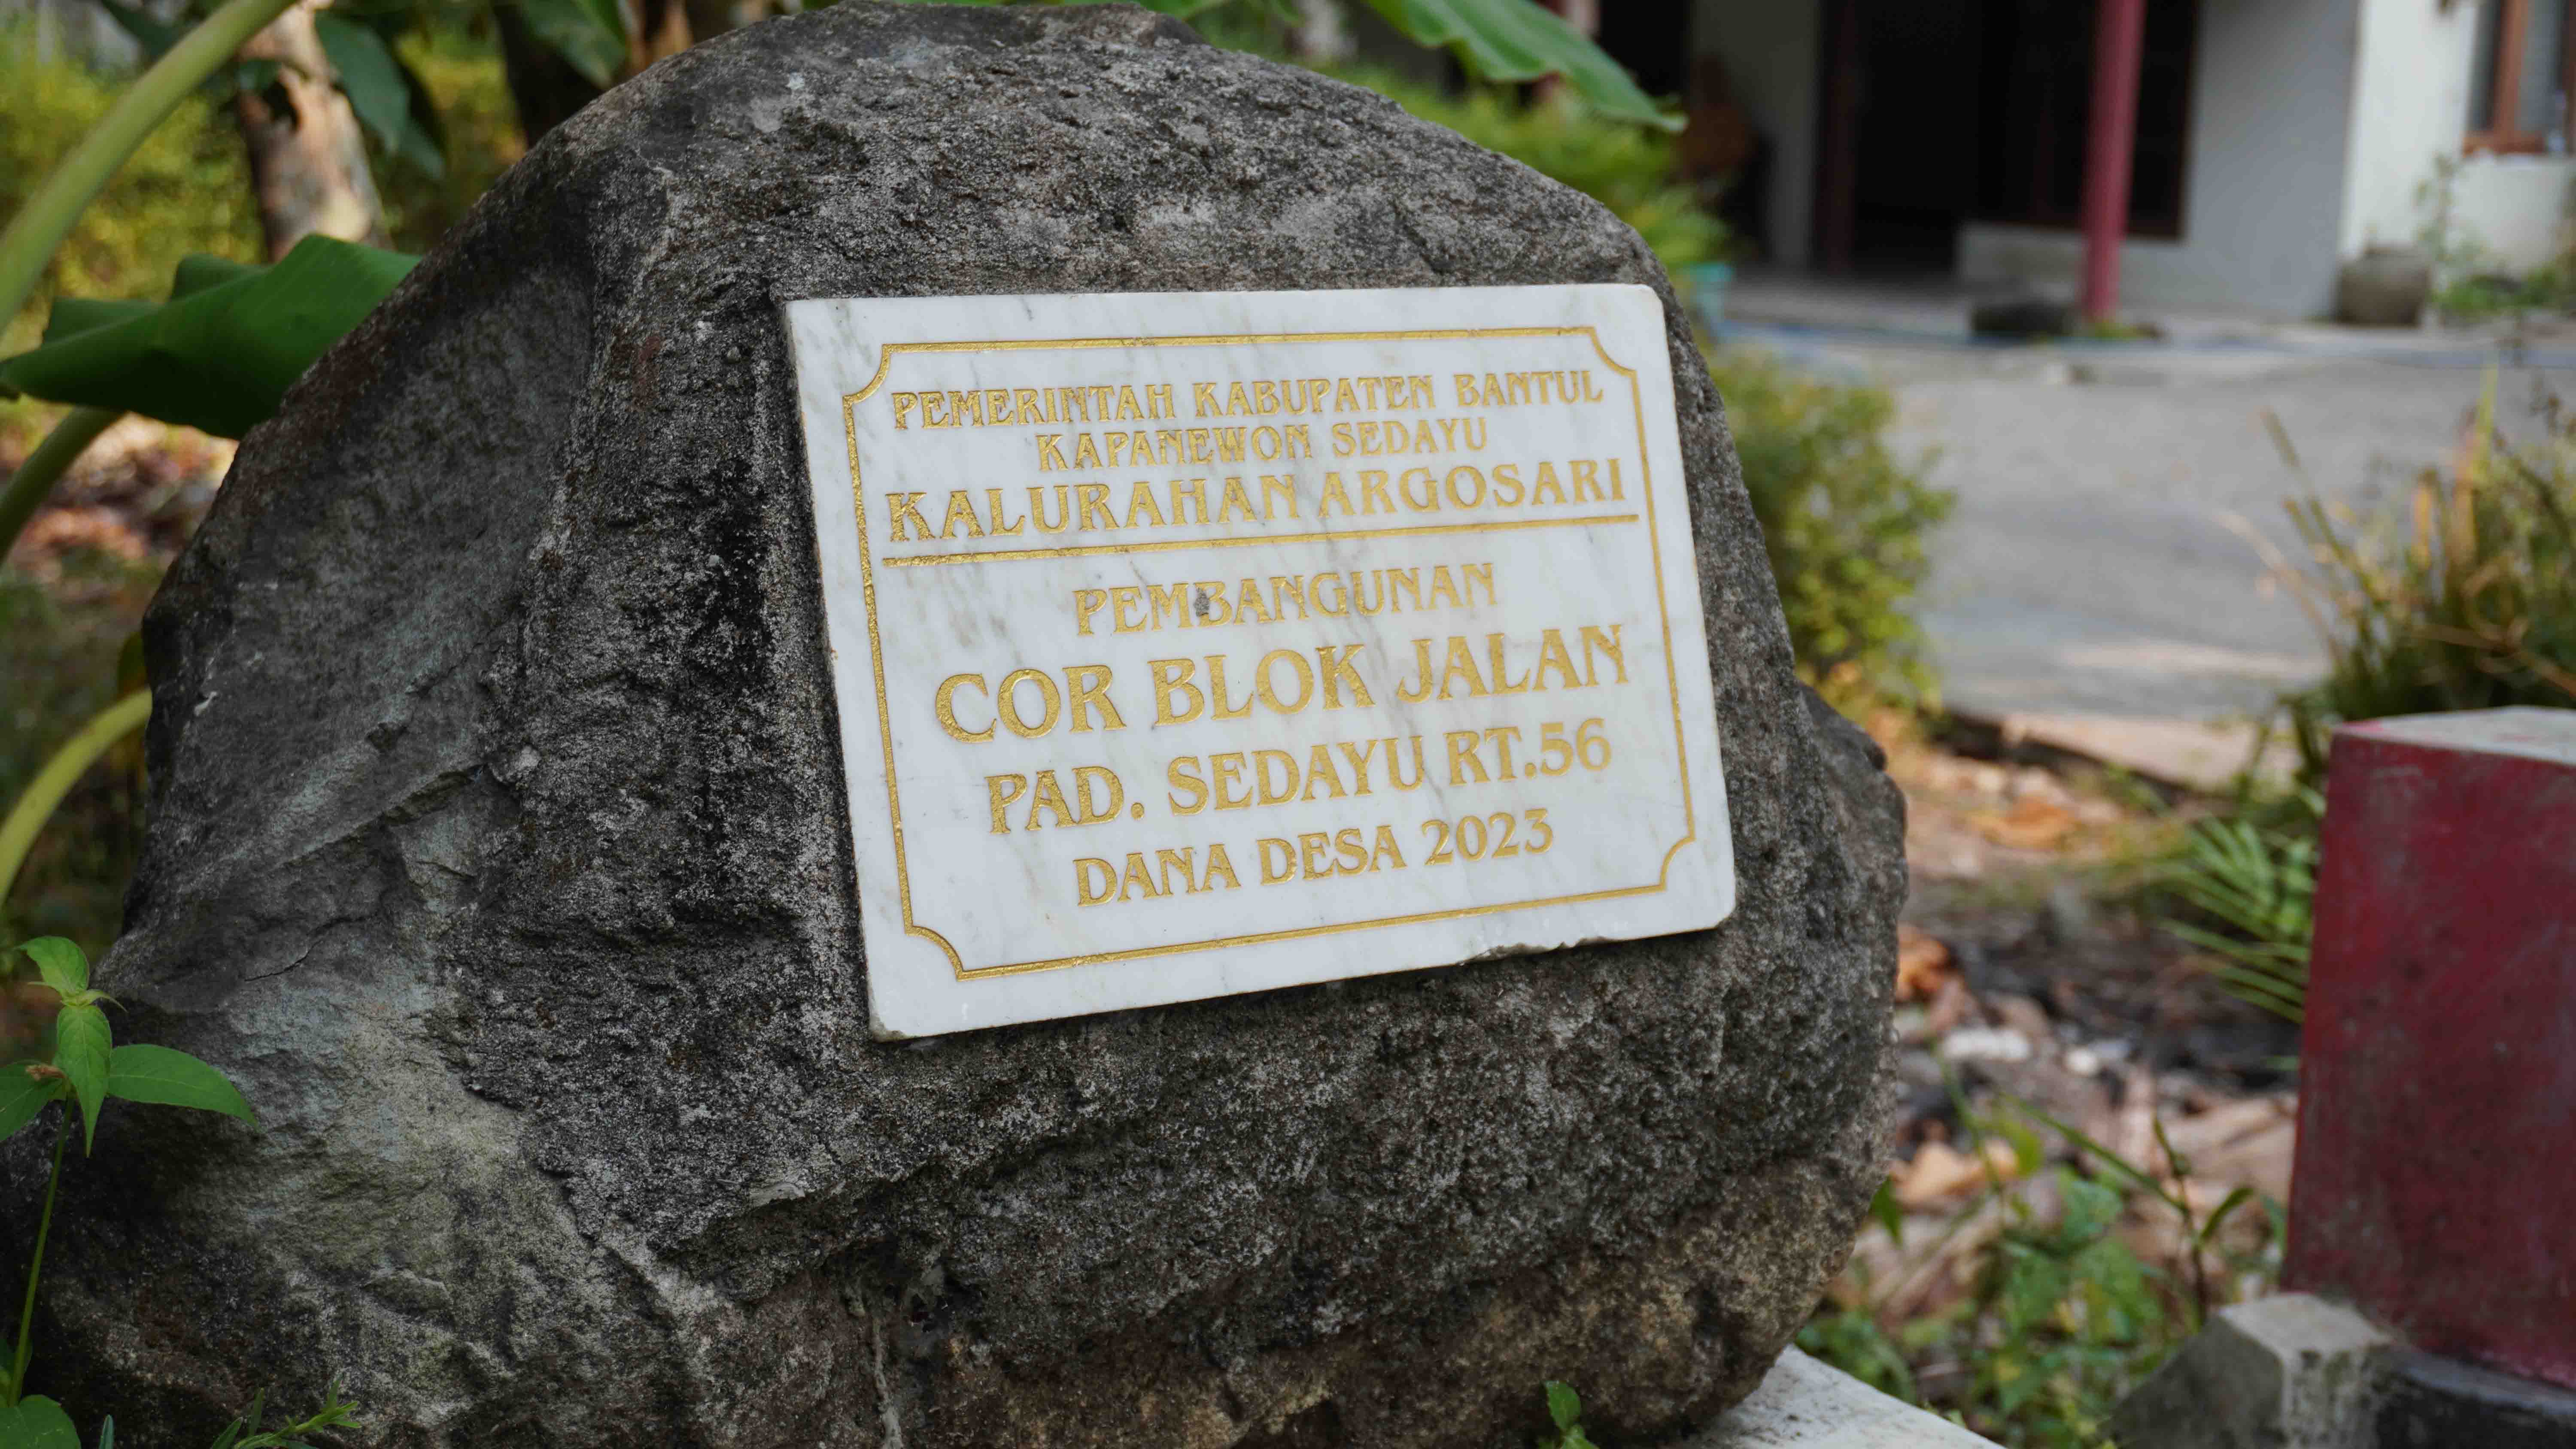 PEMERINTAH KABUPATEN BANTUL
KAPANEWON SEDAYU
KALURAHAN ARGOSARI
PEMBANGUNAN
COR BLOK JALAN
PAD. SEDAYU RT.56
DANA DESA 2023